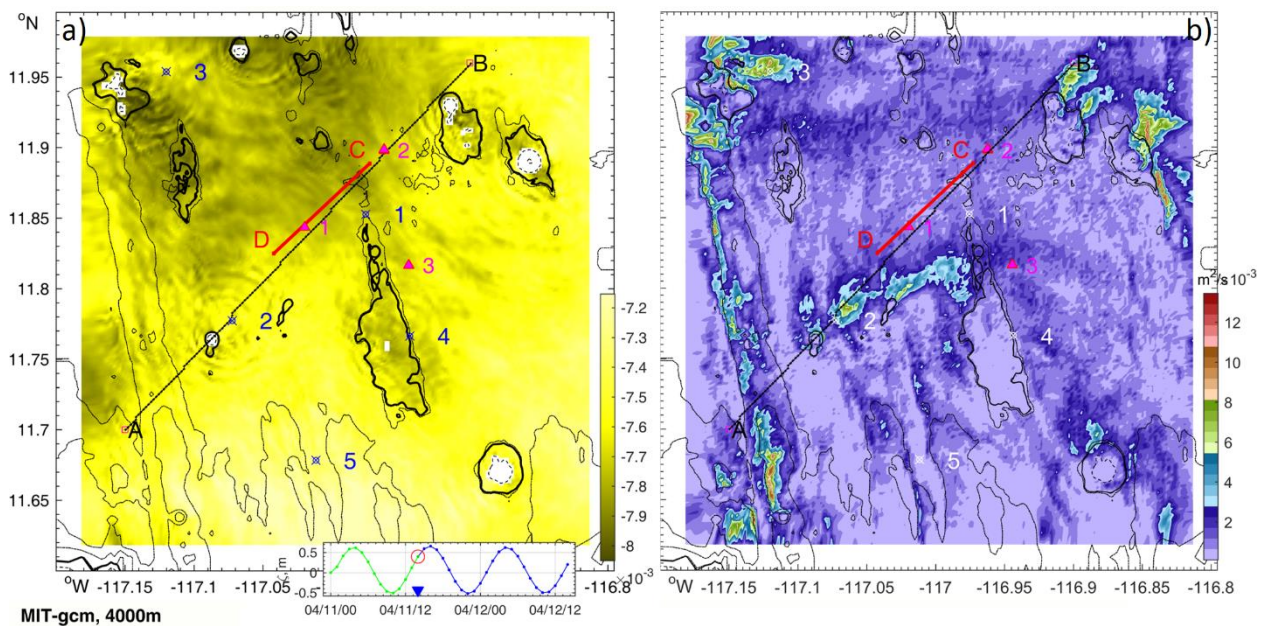 °N
a)
11.95
11.9
11.85
11.8
11.75
11.7
11.65
3
B
C
2
1
D
1
3
2
4
A
5
-7.2
-7.3
-7.4
-7.5
-7.6
-7.7
-7.8
-7.9
-8
×10⁻³
m
0.5
0
-0.5
04/11/00 04/11/12 04/12/00 04/12/12
°W -117.15 -117.1 -116.8
MIT-gcm, 4000m
b)
3
B
C
2
1
D
1
3
2
4
A
5
m²/s
×10⁻³
12
10
8
6
4
2
°W -117.15 -117.1 -117.05 -117 -116.95 -116.9 -116.85 -116.8